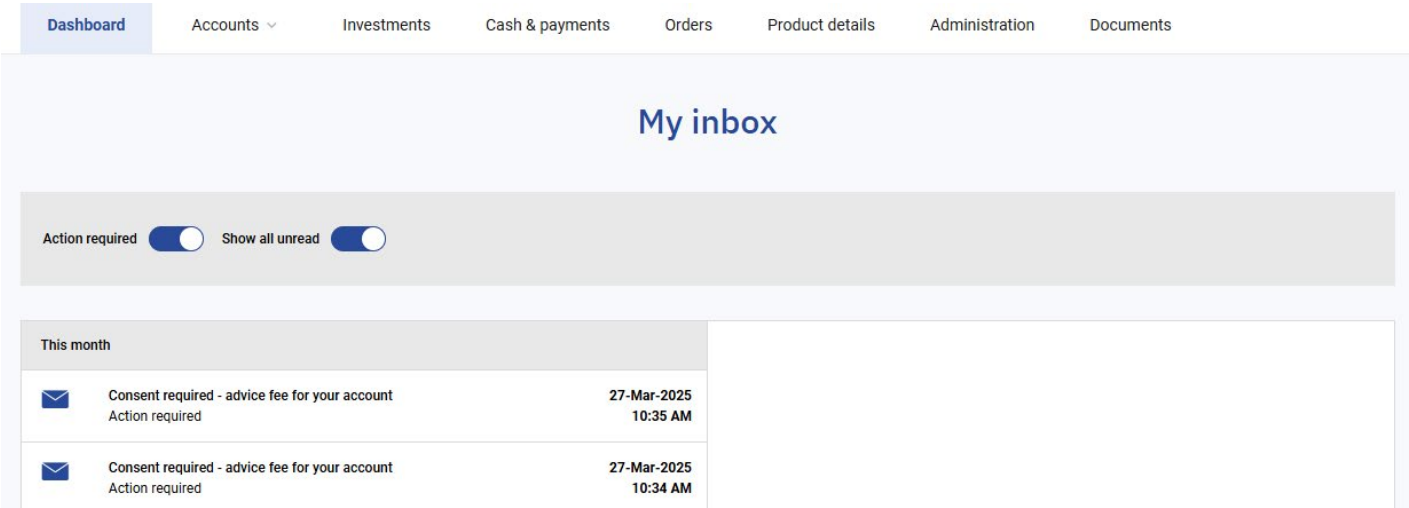 Dashboard Accounts Investments Cash & payments Orders Product details Administration Documents
My inbox
Action required Show all unread
This month
Consent required - advice fee for your account 27-Mar-2025
Action required 10:35 AM
Consent required - advice fee for your account 27-Mar-2025
Action required 10:34 AM